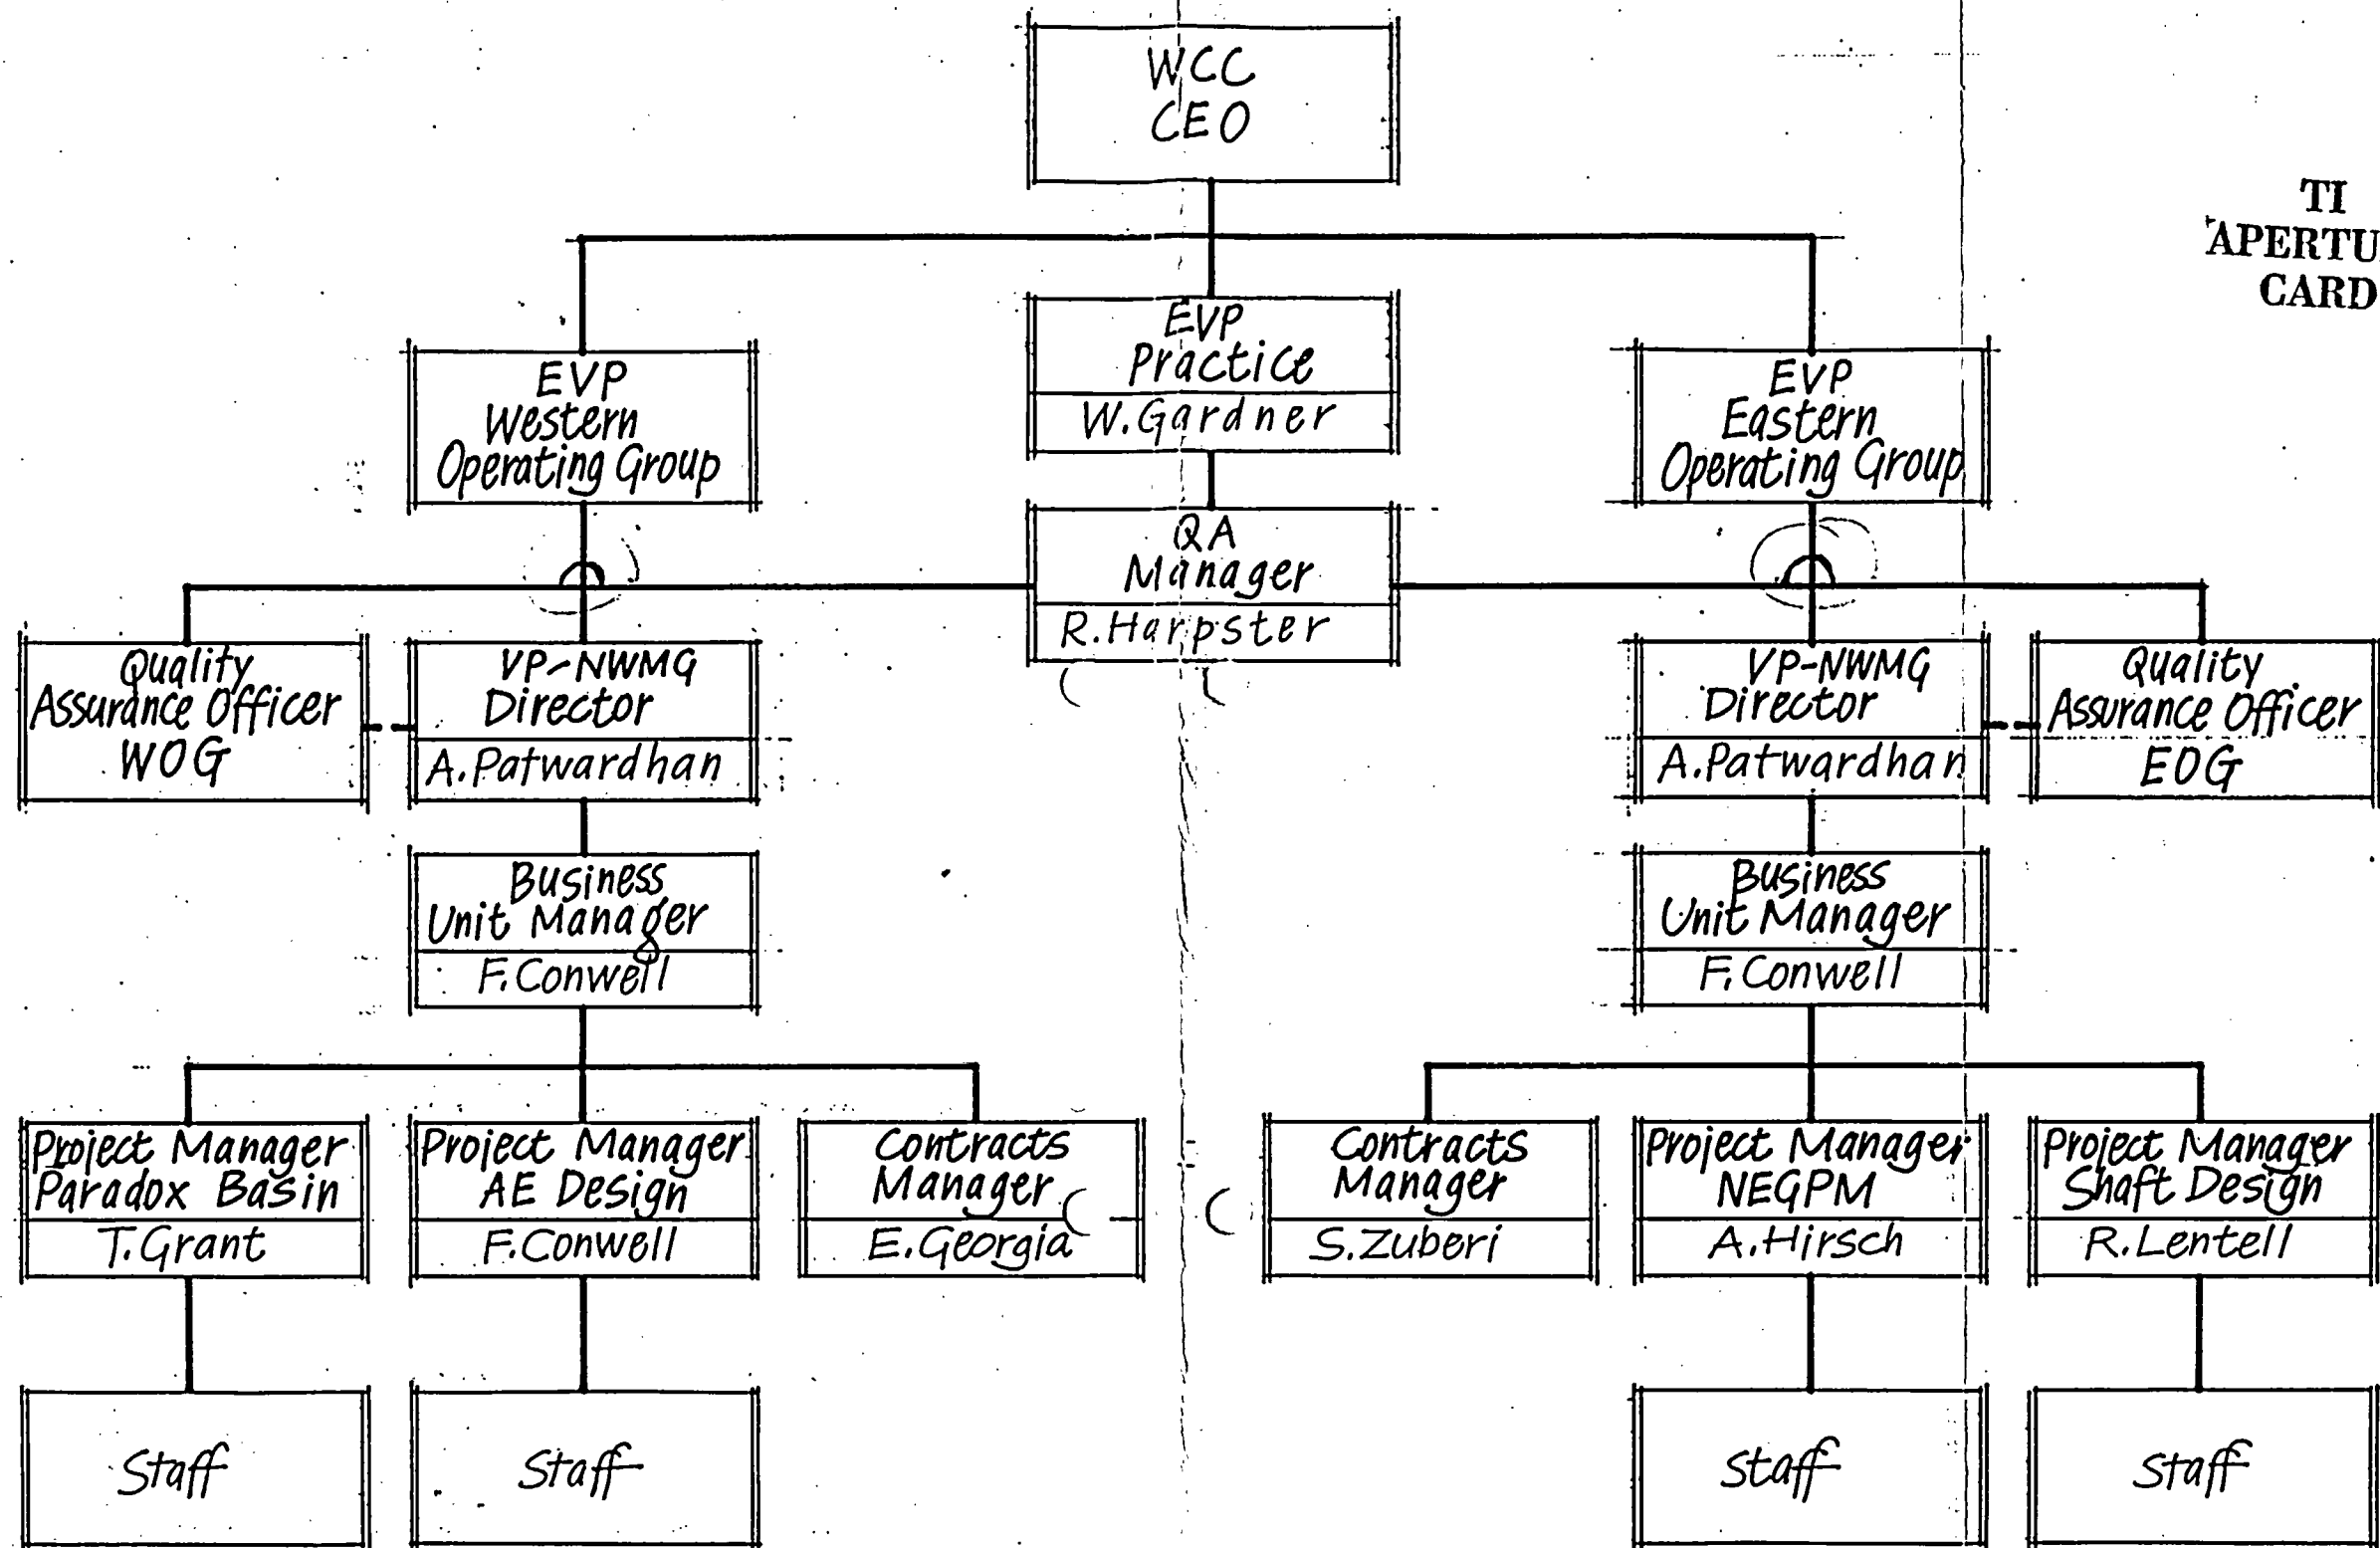 WCC
CEO
TI
APERTU
CARD
EVP
Practice
W.Gardner
EVP
Western
Operating Group
EVP
Eastern
Operating Group
QA
Manager
R.Harpster
Quality
Assurance Officer
WOG
VP-NWMG
Director
A.Patwardhan
VP-NWMG
Director
A.Patwardhan
Quality
Assurance Officer
EOG
Business
Unit Manager
F.Conwell
Business
Unit Manager
F.Conwell
Project Manager
Paradox Basin
T.Grant
Project Manager
AE Design
F.Conwell
Contracts
Manager
E.Georgia
Contracts
Manager
S.Zuberi
Project Manager
NEGPM
A.Hirsch
Project Manager
Shaft Design
R.Lentell
Staff
Staff
Staff
Staff